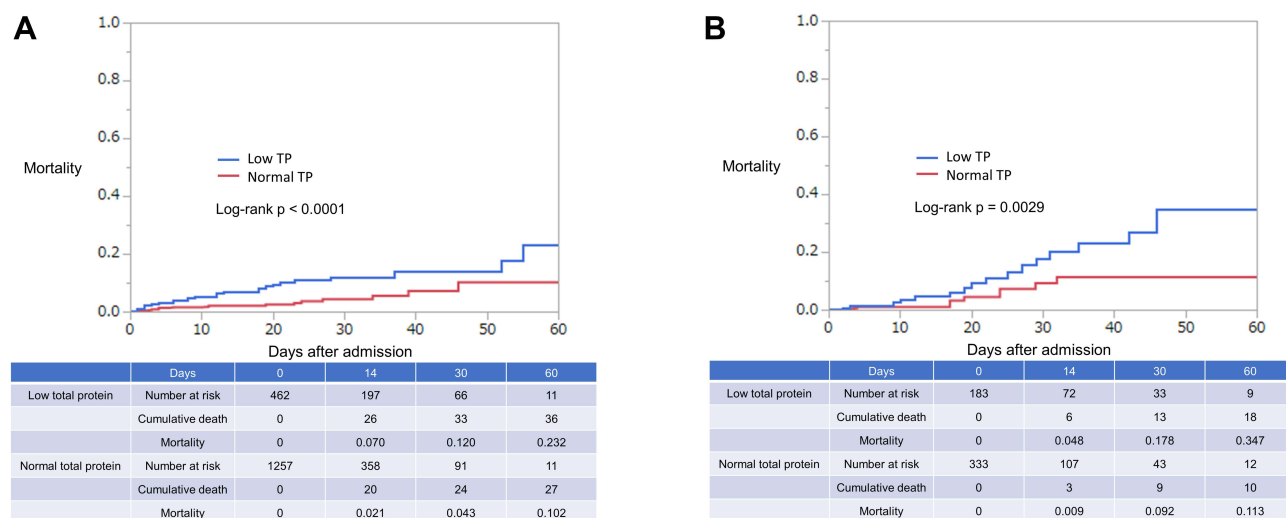 A
1.0
0.8
0.6
0.4
0.2
0.0
Mortality
Low TP
Normal TP
Log-rank p < 0.0001
0 10 20 30 40 50 60
Days after admission
Days 0 14 30 60
Low total protein Number at risk 462 197 66 11
Cumulative death 0 26 33 36
Mortality 0 0.070 0.120 0.232
Normal total protein Number at risk 1257 358 91 11
Cumulative death 0 20 24 27
Mortality 0 0.021 0.043 0.102
B
1.0
0.8
0.6
0.4
0.2
0.0
Mortality
Low TP
Normal TP
Log-rank p = 0.0029
0 10 20 30 40 50 60
Days after admission
Days 0 14 30 60
Low total protein Number at risk 183 72 33 9
Cumulative death 0 6 13 18
Mortality 0 0.048 0.178 0.347
Normal total protein Number at risk 333 107 43 12
Cumulative death 0 3 9 10
Mortality 0 0.009 0.092 0.113